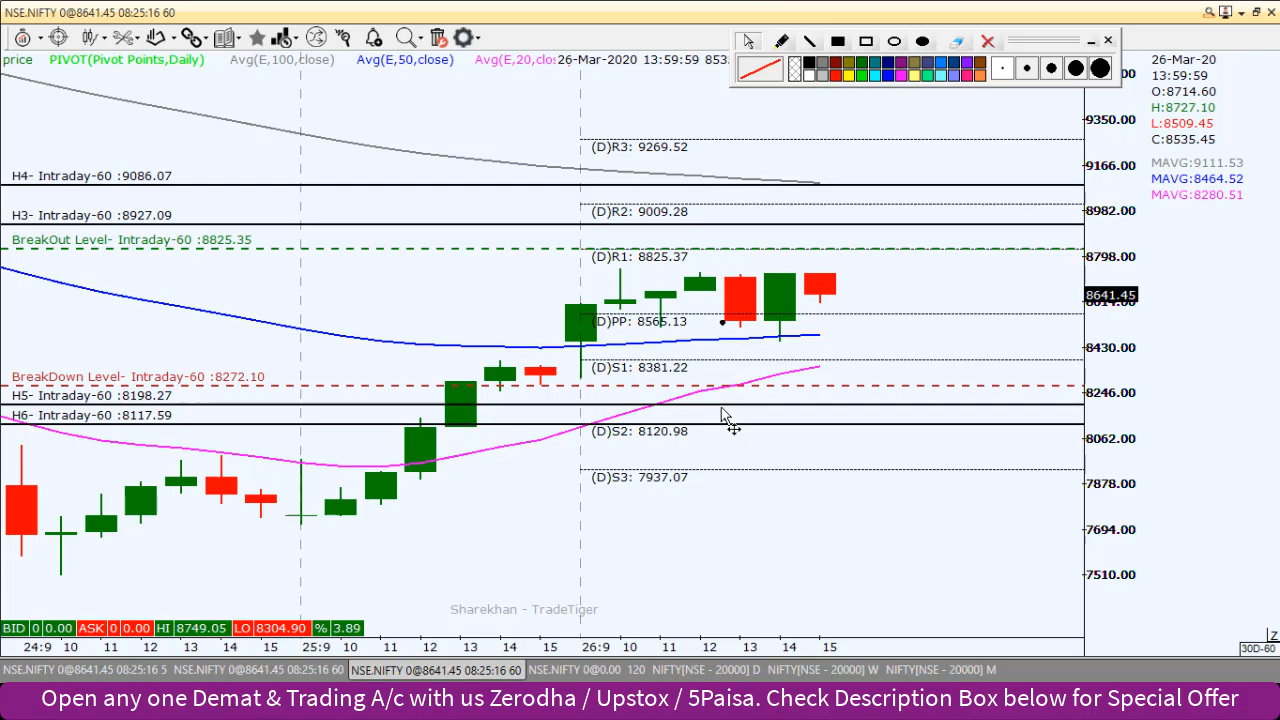 NSE.NIFTY 0@8641.45 08:25:16 60
price PIVOT(Pivot Points,Daily) Avg(E,100,close) Avg(E,50,close) Avg(E,20,clo: 26-Mar-2020 13:59:59 853
26-Mar-20
13:59:59
O:8714.60
H:8727.10
L:8509.45
C:8535.45
MAVG:9111.53
MAVG:8464.52
MAVG:8280.51
9350.00
(D)R3: 9269.52
9166.00
H4- Intraday-60 :9086.07
H3- Intraday-60 :8927.09
(D)R2: 9009.28
8982.00
BreakOut Level- Intraday-60 :8825.35
(D)R1: 8825.37
8798.00
8641.45
(D)PP: 8565.13
8430.00
(D)S1: 8381.22
BreakDown Level- Intraday-60 :8272.10
8246.00
H5- Intraday-60 :8198.27
H6- Intraday-60 :8117.59
(D)S2: 8120.98
8062.00
(D)S3: 7937.07
7878.00
7694.00
7510.00
Sharekhan - TradeTiger
BID 0 0.00 ASK 0 0.00 HI 8749.05 LO 8304.90 % 3.89
24:9 10 11 12 13 14 15 25:9 10 11 12 13 14 15 26:9 10 11 12 13 14 15
Z
30D-60
NSE.NIFTY 0@8641.45 08:25:16 5 NSE.NIFTY 0@8641.45 08:25:16 60 NSE.NIFTY 0@8641.45 08:25:16 60 NSE.NIFTY 0@0.00 120 NIFTY[NSE - 20000] D NIFTY[NSE - 20000] W NIFTY[NSE - 20000] M
Open any one Demat & Trading A/c with us Zerodha / Upstox / 5Paisa. Check Description Box below for Special Offer